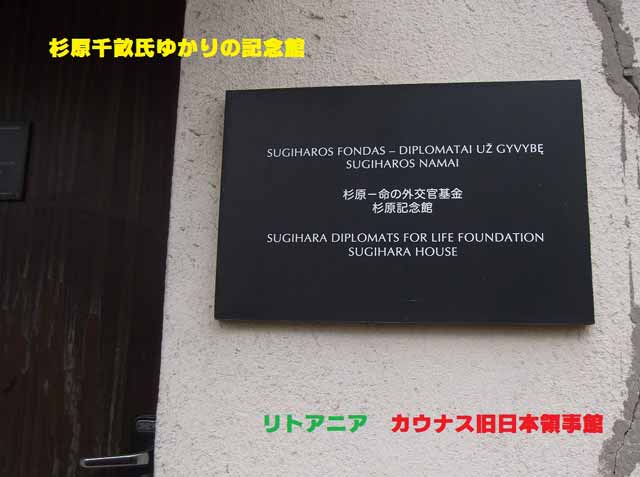 杉原千畝氏ゆかりの記念館
SUGIHAROS FONDAS – DIPLOMATAI UŽ GYVYBĘ
SUGIHAROS NAMAI
杉原－命の外交官基金
杉原記念館
SUGIHARA DIPLOMATS FOR LIFE FOUNDATION
SUGIHARA HOUSE
リトアニア　カウナス旧日本領事館